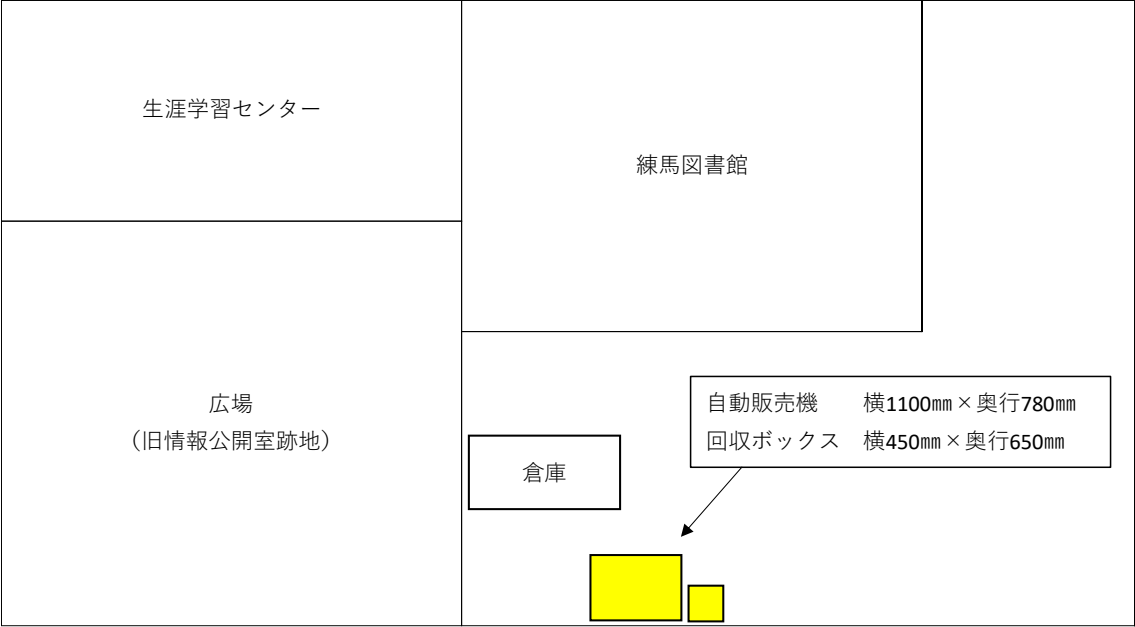 生涯学習センター
練馬図書館
広場
（旧情報公開室跡地）
自動販売機　　横1100㎜×奥行780㎜
回収ボックス　横450㎜×奥行650㎜
倉庫